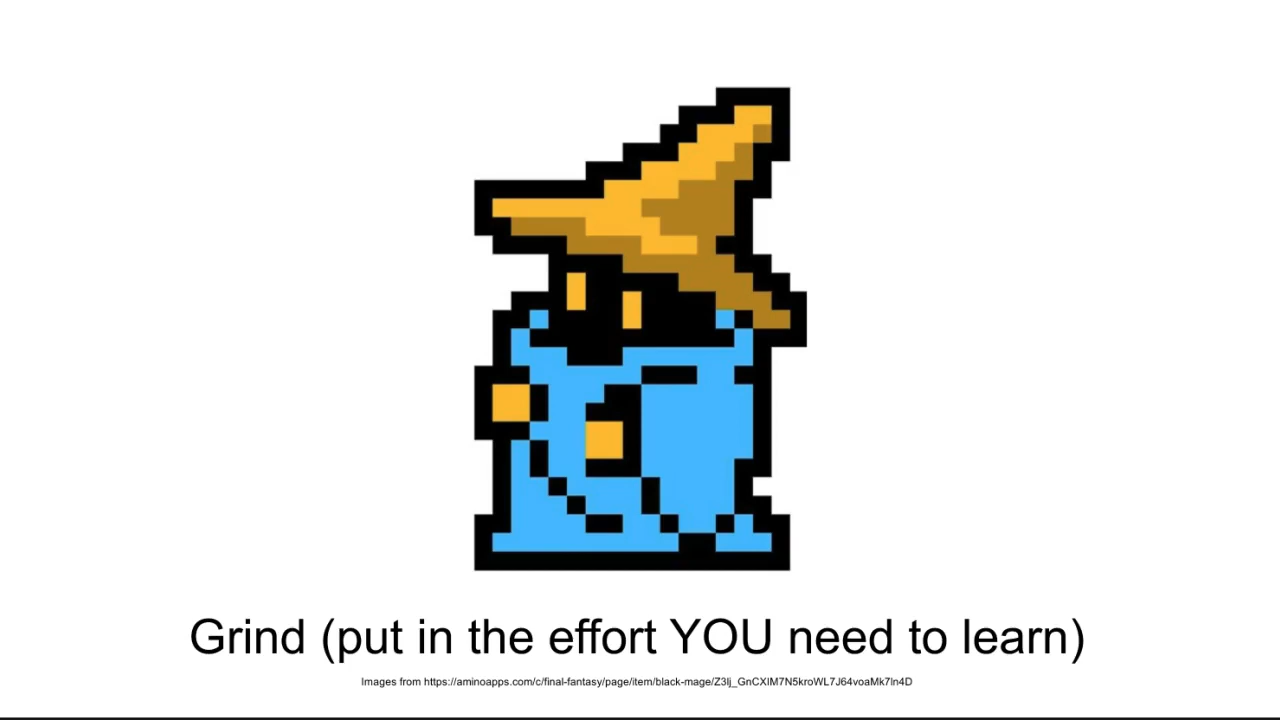 Grind (put in the effort YOU need to learn)
Images from https://aminoapps.com/c/final-fantasy/page/item/black-mage/Z3lj_GnCXIM7N5kroWL7J64voaMk7ln4D